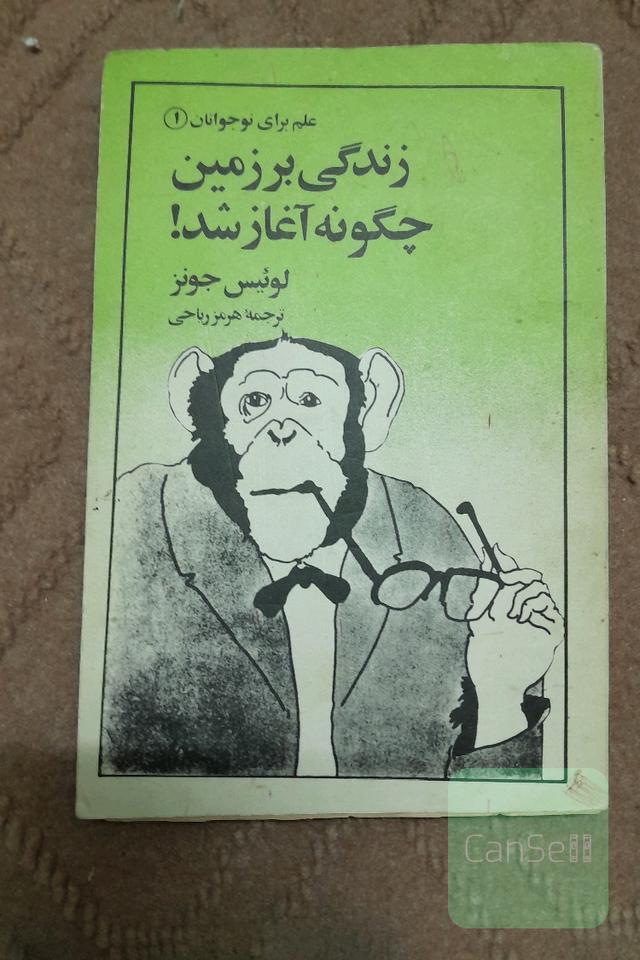 علم برای نوجوانان ۱
زندگی بر زمین
چگونه آغاز شد!
لوئیس جونز
ترجمهٔ هرمز ریاحی
CanSell